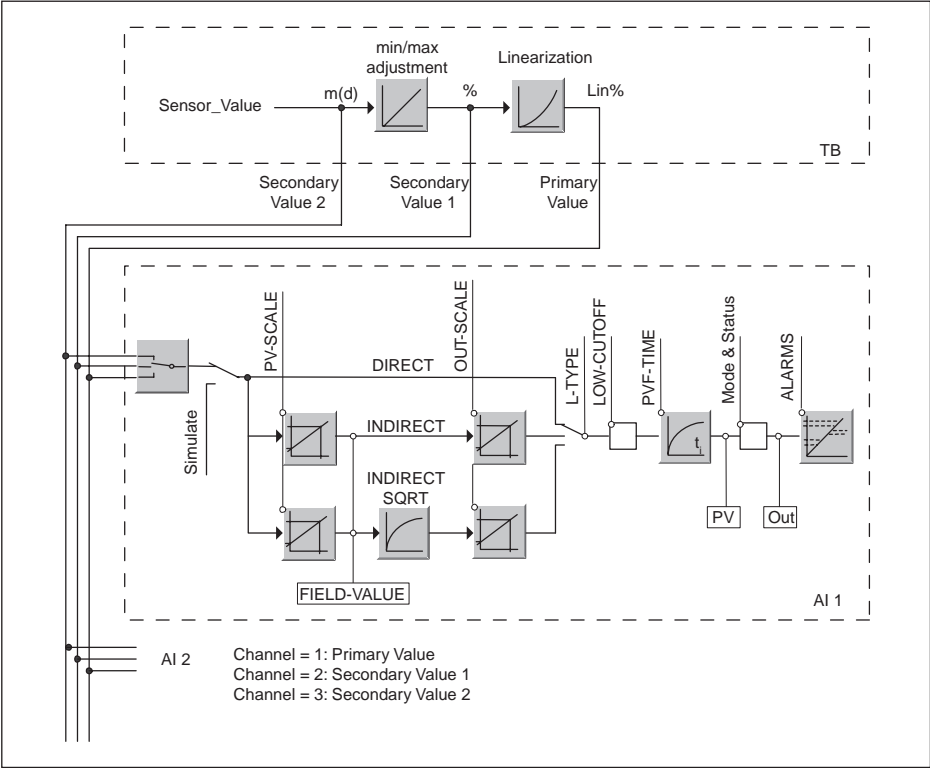 min/max
adjustment
Linearization
Sensor_Value
m(d)
%
Lin%
TB
Secondary
Value 2
Secondary
Value 1
Primary
Value
PV-SCALE
OUT-SCALE
L-TYPE
LOW-CUTOFF
PVF-TIME
Mode & Status
ALARMS
DIRECT
Simulate
INDIRECT
INDIRECT
SQRT
ti
PV
Out
FIELD-VALUE
AI 1
AI 2
Channel = 1: Primary Value
Channel = 2: Secondary Value 1
Channel = 3: Secondary Value 2